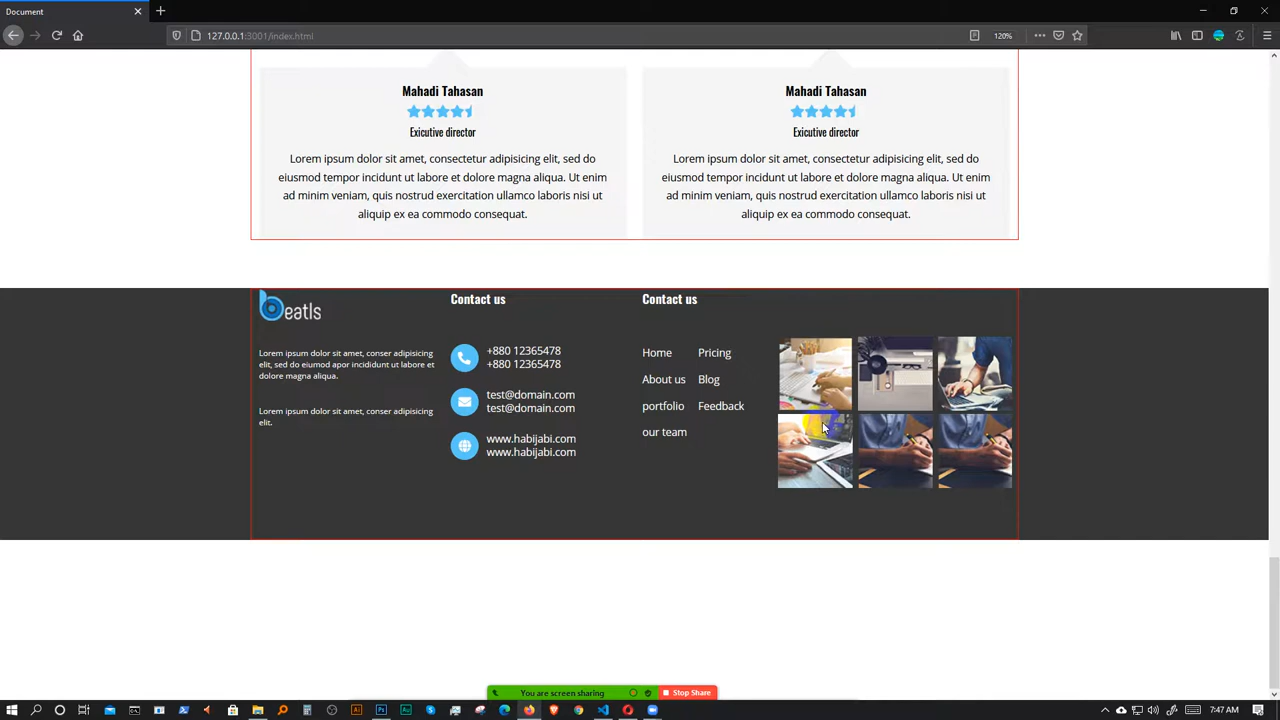 Document
127.0.0.1:3001/index.html
120%
Mahadi Tahasan
Exicutive director
Lorem ipsum dolor sit amet, consectetur adipisicing elit, sed do
eiusmod tempor incidunt ut labore et dolore magna aliqua. Ut enim
ad minim veniam, quis nostrud exercitation ullamco laboris nisi ut
aliquip ex ea commodo consequat.
Mahadi Tahasan
Exicutive director
Lorem ipsum dolor sit amet, consectetur adipisicing elit, sed do
eiusmod tempor incidunt ut labore et dolore magna aliqua. Ut enim
ad minim veniam, quis nostrud exercitation ullamco laboris nisi ut
aliquip ex ea commodo consequat.
beatls
Lorem ipsum dolor sit amet, conser adipisicing
elit, sed do eiumod apor incididunt ut labore et
dolore magna aliqua.
Lorem ipsum dolor sit amet, conser adipisicing
elit.
Contact us
+880 12365478
+880 12365478
test@domain.com
test@domain.com
www.habijabi.com
www.habijabi.com
Contact us
Home
About us
portfolio
our team
Pricing
Blog
Feedback
You are screen sharing
Stop Share
7:47 AM